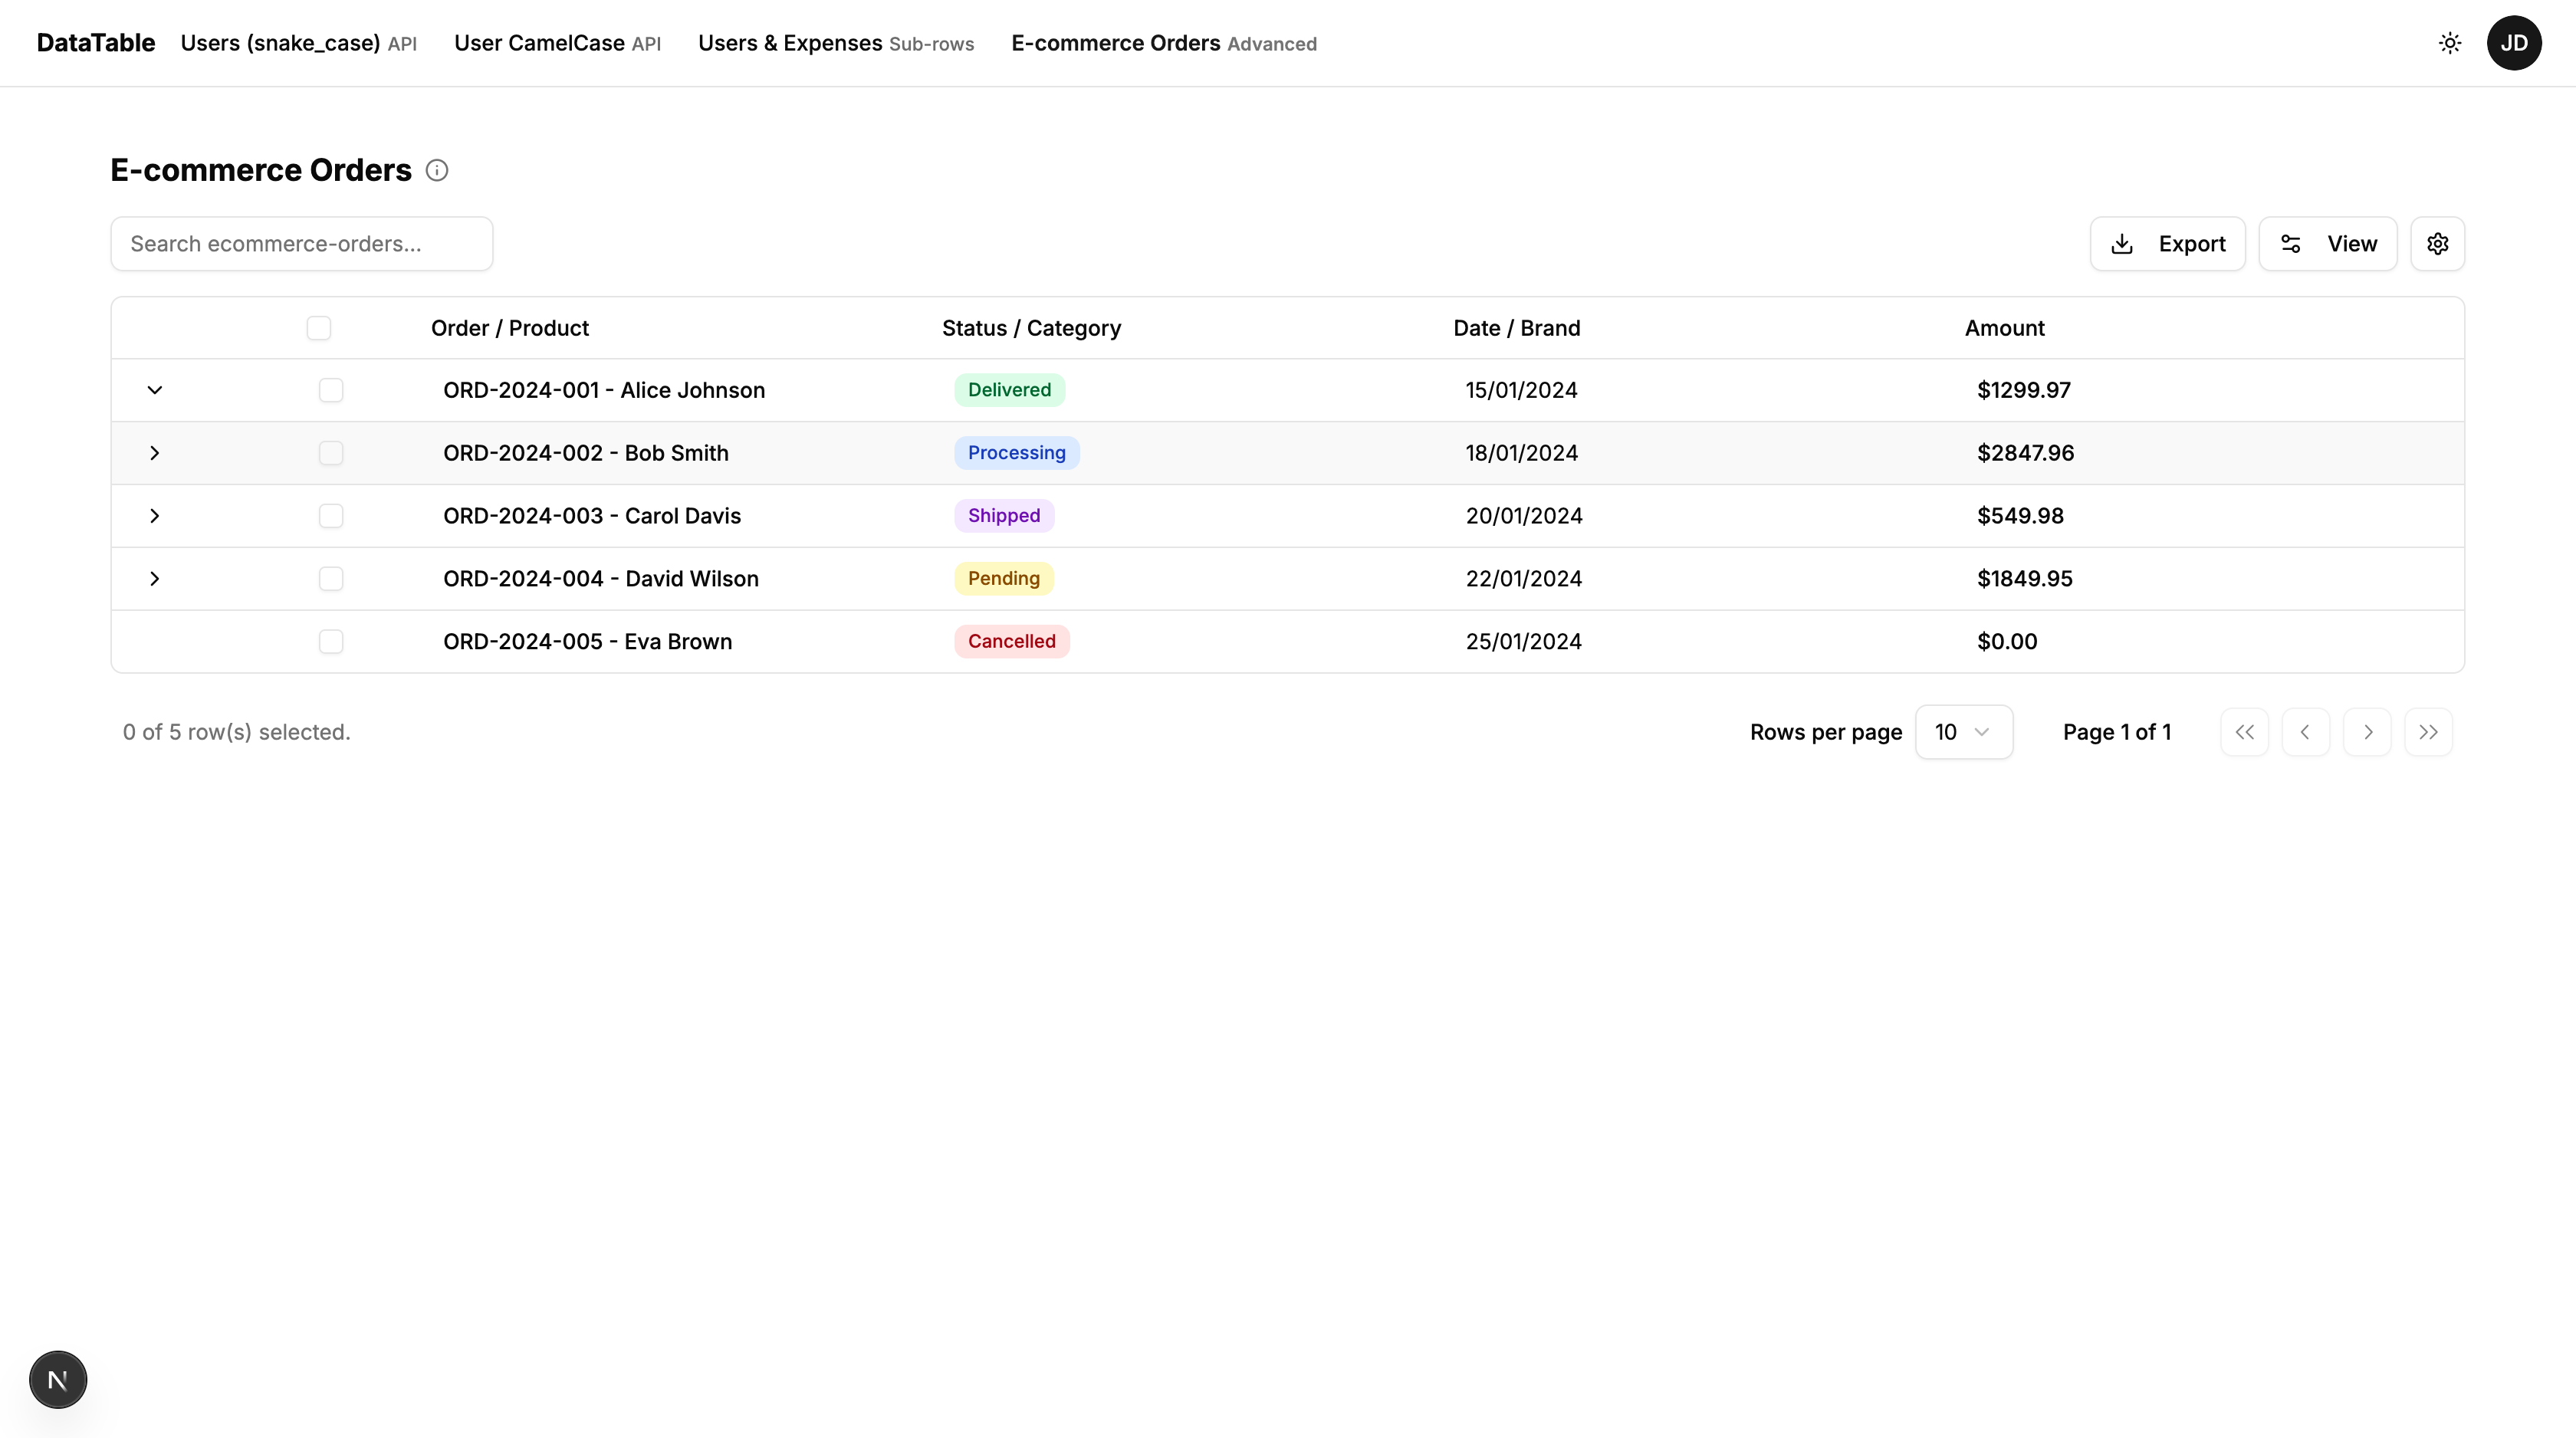 DataTable Users (snake_case) API User CamelCase API Users & Expenses Sub-rows E-commerce Orders Advanced JD
E-commerce Orders
Search ecommerce-orders... Export View
Order / Product Status / Category Date / Brand Amount
ORD-2024-001 - Alice Johnson Delivered 15/01/2024 $1299.97
ORD-2024-002 - Bob Smith Processing 18/01/2024 $2847.96
ORD-2024-003 - Carol Davis Shipped 20/01/2024 $549.98
ORD-2024-004 - David Wilson Pending 22/01/2024 $1849.95
ORD-2024-005 - Eva Brown Cancelled 25/01/2024 $0.00
0 of 5 row(s) selected. Rows per page 10 Page 1 of 1
N